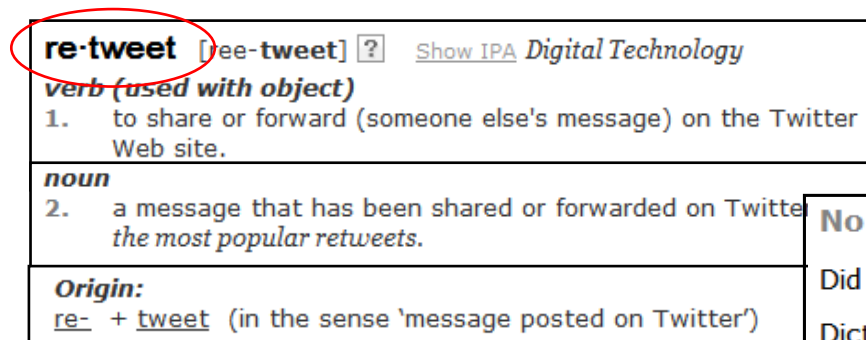 re·tweet [ree-tweet] ? Show IPA Digital Technology
verb (used with object)
1. to share or forward (someone else's message) on the Twitter
Web site.
noun
2. a message that has been shared or forwarded on
the most popular retweets.
No
Did
Origin:
re- + tweet (in the sense ‘message posted on Twitter’)